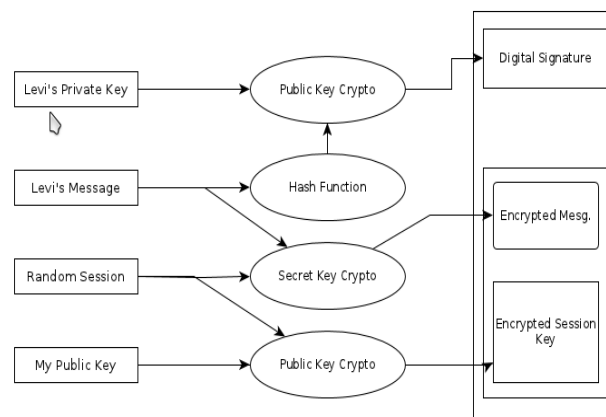 Digital Signature
Levi's Private Key
Public Key Crypto
Levi's Message
Hash Function
Encrypted Mesg.
Random Session
Secret Key Crypto
Encrypted Session
Key
My Public Key
Public Key Crypto